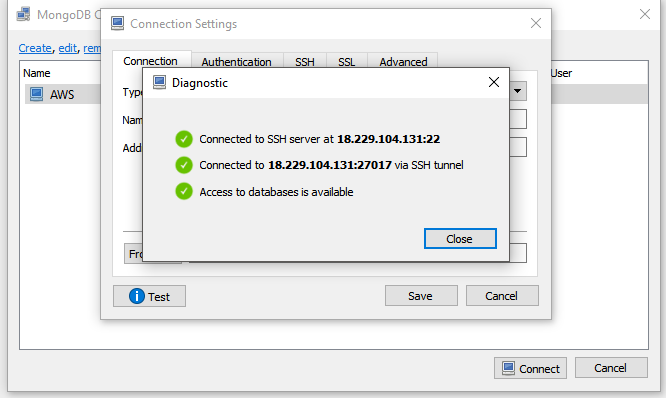 MongoDB C
Connection Settings
Create, edit, rem
Connection Authentication SSH SSL Advanced
Name
User
AWS
Diagnostic
Type
Nam
Add
Connected to SSH server at 18.229.104.131:22
Connected to 18.229.104.131:27017 via SSH tunnel
Access to databases is available
Close
Fro
Test
Save
Cancel
Connect
Cancel